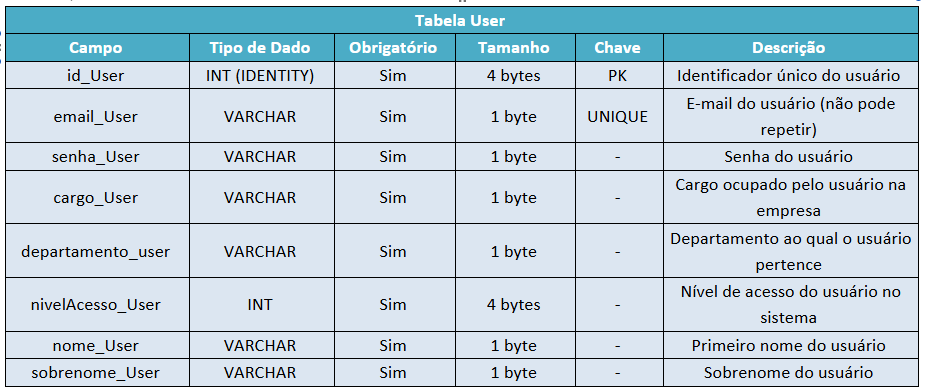 Tabela User
Campo Tipo de Dado Obrigatório Tamanho Chave Descrição
id_User INT (IDENTITY) Sim 4 bytes PK Identificador único do usuário
email_User VARCHAR Sim 1 byte UNIQUE E-mail do usuário (não pode
repetir)
senha_User VARCHAR Sim 1 byte - Senha do usuário
cargo_User VARCHAR Sim 1 byte - Cargo ocupado pelo usuário na
empresa
departamento_user VARCHAR Sim 1 byte - Departamento ao qual o usuário
pertence
nivelAcesso_User INT Sim 4 bytes - Nível de acesso do usuário no
sistema
nome_User VARCHAR Sim 1 byte - Primeiro nome do usuário
sobrenome_User VARCHAR Sim 1 byte - Sobrenome do usuário